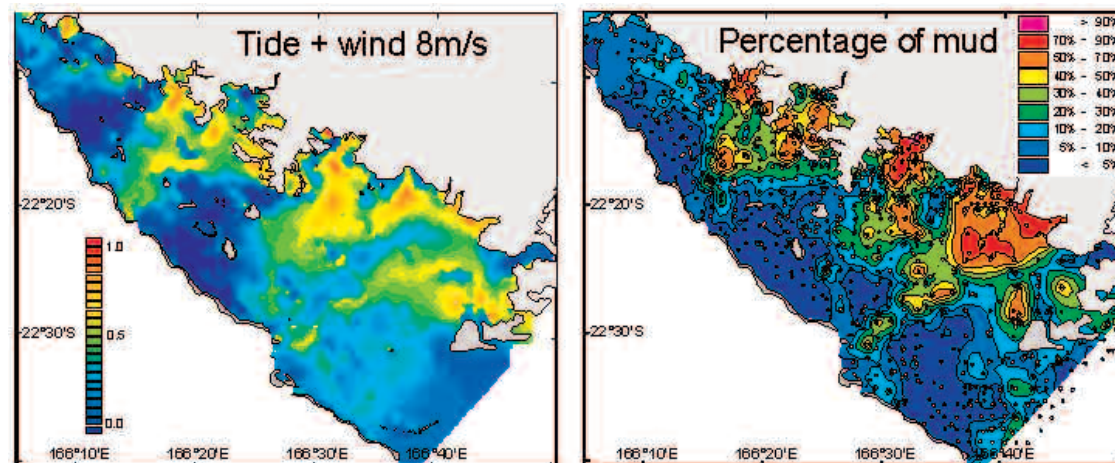 Tide + wind 8m/s
22°20'S
22°30'S
1.0
0.5
0.0
166°10'E
166°20'E
166°30'E
166°40'E
Percentage of mud
> 90%
70% - 90%
50% - 70%
40% - 50%
30% - 40%
20% - 30%
10% - 20%
5% - 10%
< 5%
22°20'S
22°30'S
166°10'E
166°20'E
166°30'E
166°40'E